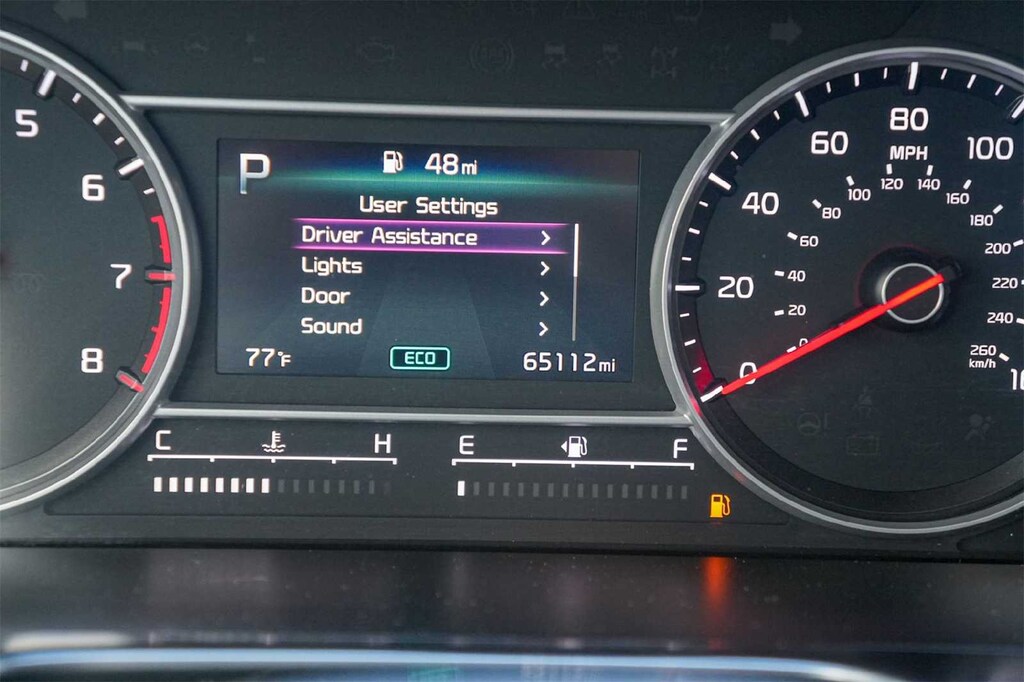 5
6
7
8
P
48mi
User Settings
Driver Assistance
Lights
Door
Sound
77°F
ECO
65112mi
C H
E F
0
20
40
60
80
100
MPH
0
20
40
60
80
100
120
140
160
180
200
220
240
260
km/h